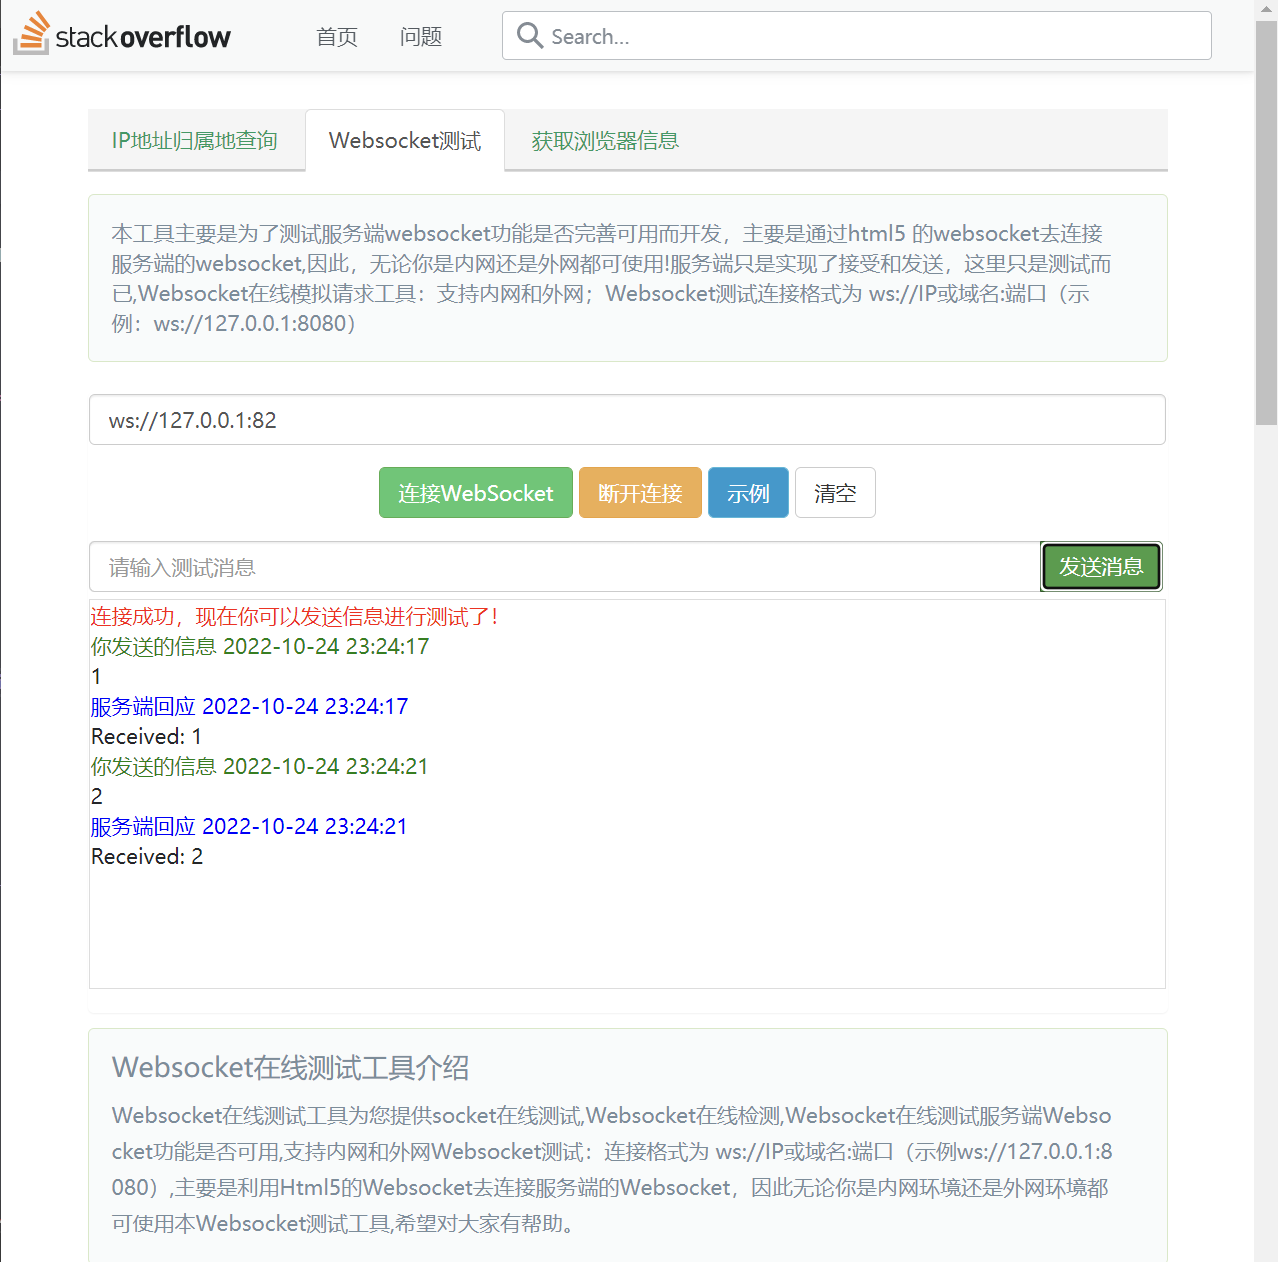 stackoverflow 首页 问题 Search...
IP地址归属地查询 Websocket测试 获取浏览器信息
本工具主要是为了测试服务端websocket功能是否完善可用而开发，主要是通过html5 的websocket去连接
服务端的websocket,因此，无论你是内网还是外网都可使用!服务端只是实现了接受和发送，这里只是测试而
已,Websocket在线模拟请求工具：支持内网和外网；Websocket测试连接格式为 ws://IP或域名:端口（示
例：ws://127.0.0.1:8080）
ws://127.0.0.1:82
连接WebSocket 断开连接 示例 清空
请输入测试消息 发送消息
连接成功，现在你可以发送信息进行测试了！
你发送的信息 2022-10-24 23:24:17
1
服务端回应 2022-10-24 23:24:17
Received: 1
你发送的信息 2022-10-24 23:24:21
2
服务端回应 2022-10-24 23:24:21
Received: 2
Websocket在线测试工具介绍
Websocket在线测试工具为您提供socket在线测试,Websocket在线检测,Websocket在线测试服务端Webso
cket功能是否可用,支持内网和外网Websocket测试：连接格式为 ws://IP或域名:端口（示例ws://127.0.0.1:8
080）,主要是利用Html5的Websocket去连接服务端的Websocket，因此无论你是内网环境还是外网环境都
可使用本Websocket测试工具,希望对大家有帮助。